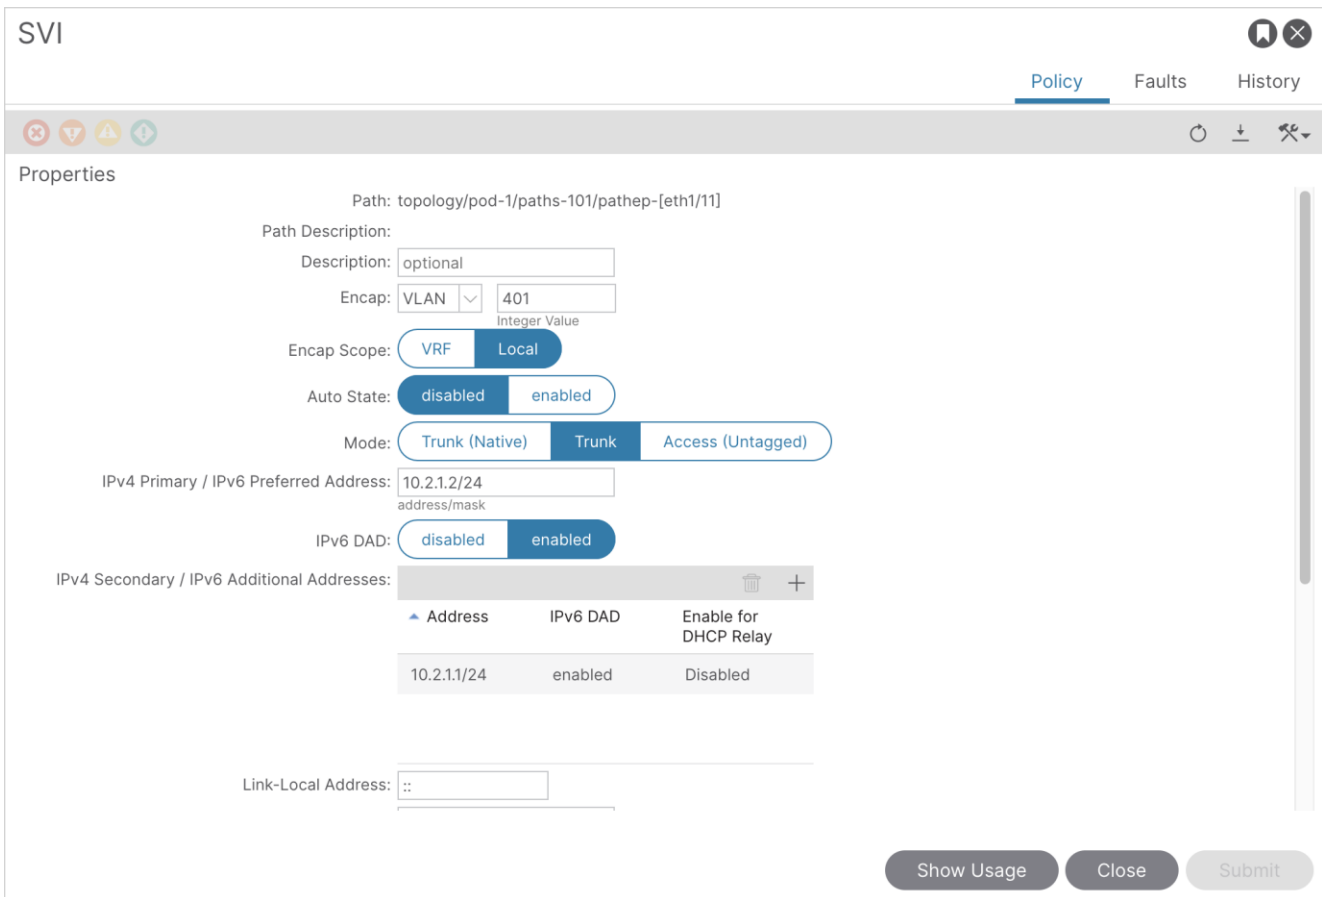 SVI
Policy Faults History
Properties
Path: topology/pod-1/paths-101/pathep-[eth1/11]
Path Description:
Description: optional
Encap: VLAN 401
Integer Value
Encap Scope: VRF Local
Auto State: disabled enabled
Mode: Trunk (Native) Trunk Access (Untagged)
IPv4 Primary / IPv6 Preferred Address: 10.2.1.2/24
address/mask
IPv6 DAD: disabled enabled
IPv4 Secondary / IPv6 Additional Addresses:
Address IPv6 DAD Enable for
DHCP Relay
10.2.1.1/24 enabled Disabled
Link-Local Address: ::
Show Usage Close Submit